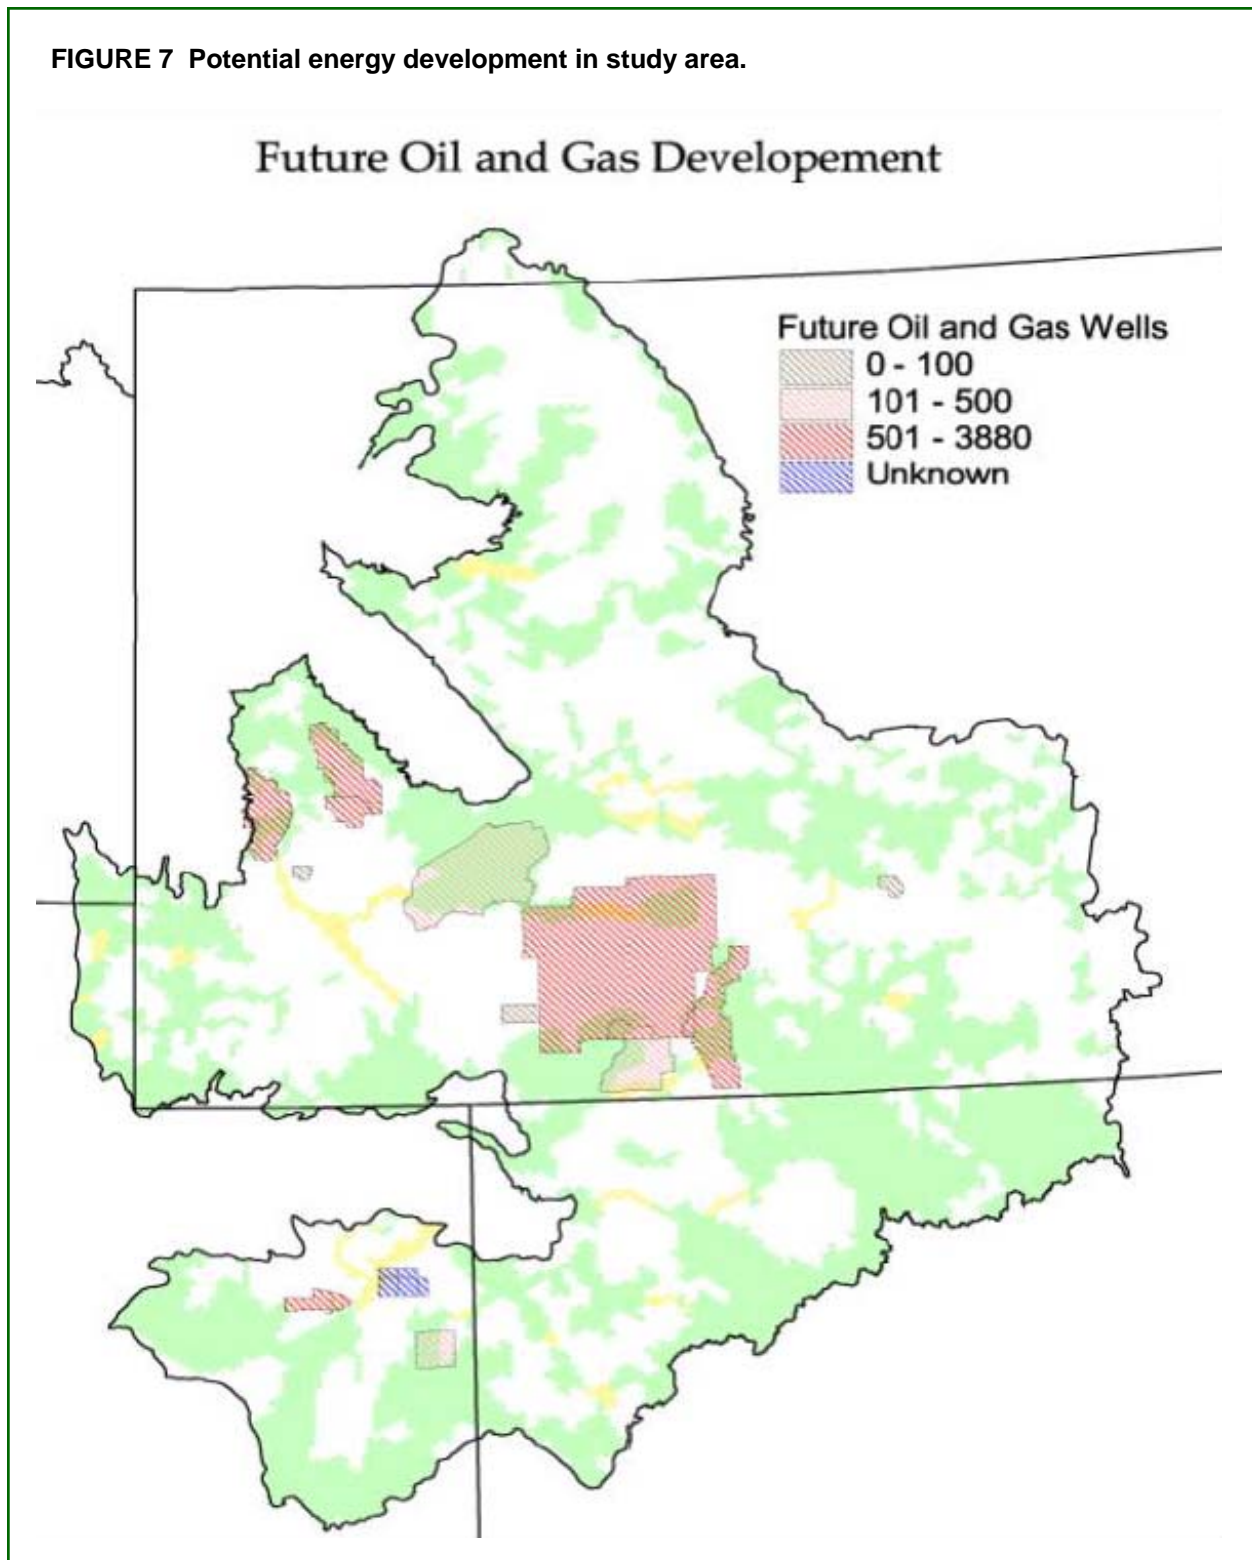 FIGURE 7 Potential energy development in study area.
Future Oil and Gas Developement
Future Oil and Gas Wells
0 - 100
101 - 500
501 - 3880
Unknown